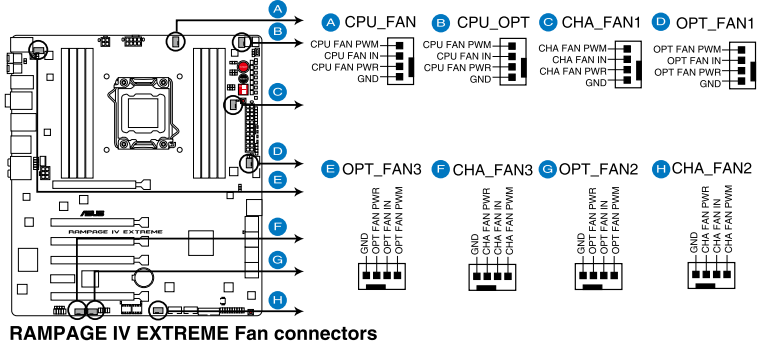 A
B
C
D
E
F
G
H
ASUS
RAMPAGE IV EXTREME
A CPU_FAN
CPU FAN PWM
CPU FAN IN
CPU FAN PWR
GND
B CPU_OPT
CPU FAN PWM
CPU FAN IN
CPU FAN PWR
GND
C CHA_FAN1
CHA FAN PWM
CHA FAN IN
CHA FAN PWR
GND
D OPT_FAN1
OPT FAN PWM
OPT FAN IN
OPT FAN PWR
GND
E OPT_FAN3
GND
OPT FAN PWR
OPT FAN IN
OPT FAN PWM
F CHA_FAN3
GND
CHA FAN PWR
CHA FAN IN
CHA FAN PWM
G OPT_FAN2
GND
OPT FAN PWR
OPT FAN IN
OPT FAN PWM
H CHA_FAN2
GND
CHA FAN PWR
CHA FAN IN
CHA FAN PWM
RAMPAGE IV EXTREME Fan connectors